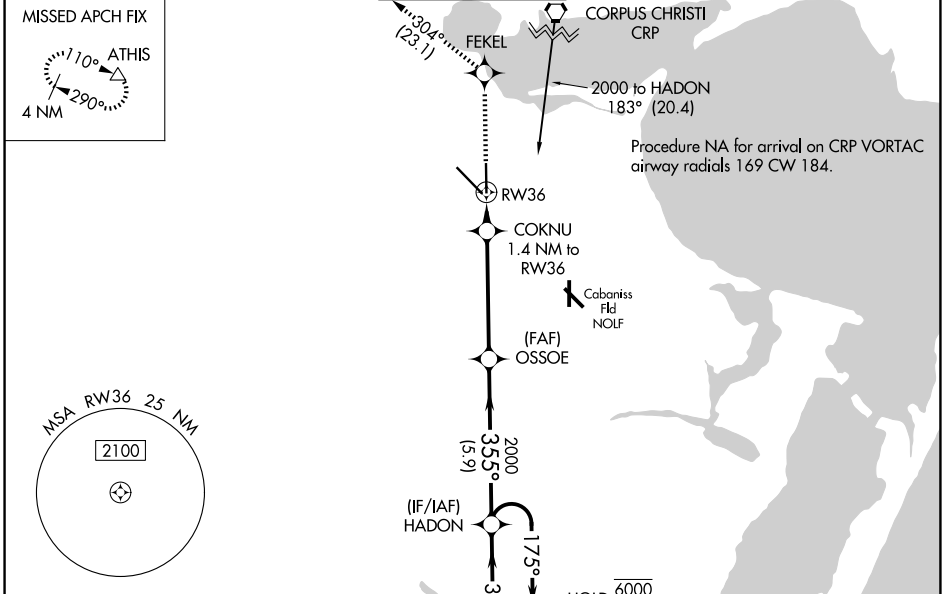 MISSED APCH FIX
110°
ATHIS
290°
4 NM
304°
(23.1)
FEKEL
CORPUS CHRISTI
CRP
2000 to HADON
183° (20.4)
Procedure NA for arrival on CRP VORTAC
airway radials 169 CW 184.
RW36
COKNU
1.4 NM to
RW36
Cabaniss
Fld
NOLF
(FAF)
OSSOE
MSA RW36 25 NM
2100
2000
355°
(5.9)
(IF/IAF)
HADON
175°
3
HOLD 6000